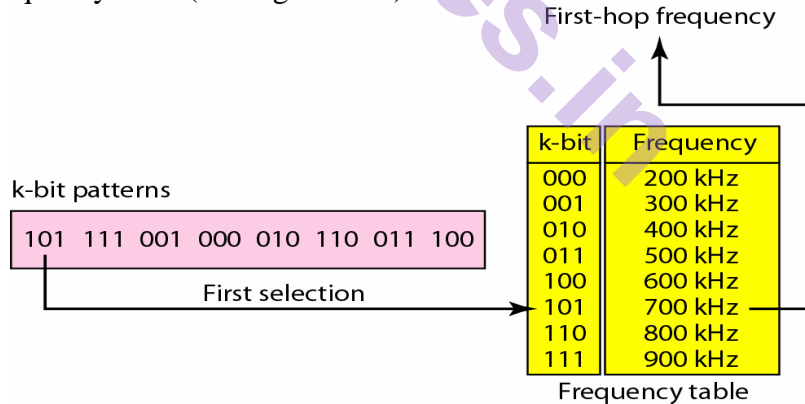 First-hop frequency
es.in
k-bit Frequency
000 200 kHz
001 300 kHz
010 400 kHz
011 500 kHz
100 600 kHz
101 700 kHz
110 800 kHz
111 900 kHz
Frequency table
k-bit patterns
101 111 001 000 010 110 011 100
First selection